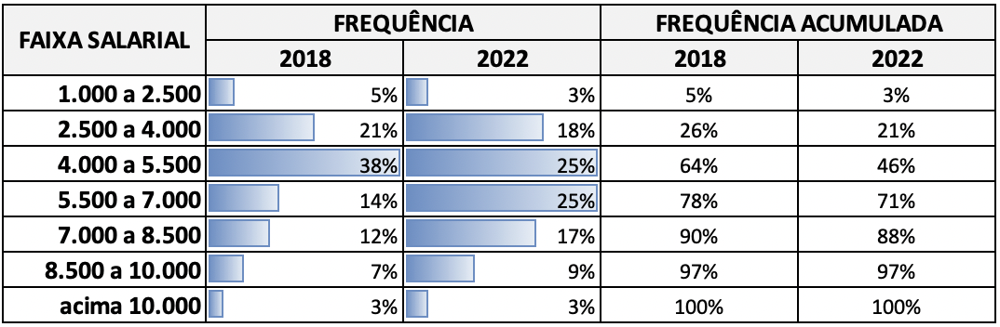 FAIXA SALARIAL FREQUÊNCIA FREQUÊNCIA ACUMULADA
2018 2022 2018 2022
1.000 a 2.500 5% 3% 5% 3%
2.500 a 4.000 21% 18% 26% 21%
4.000 a 5.500 38% 25% 64% 46%
5.500 a 7.000 14% 25% 78% 71%
7.000 a 8.500 12% 17% 90% 88%
8.500 a 10.000 7% 9% 97% 97%
acima 10.000 3% 3% 100% 100%